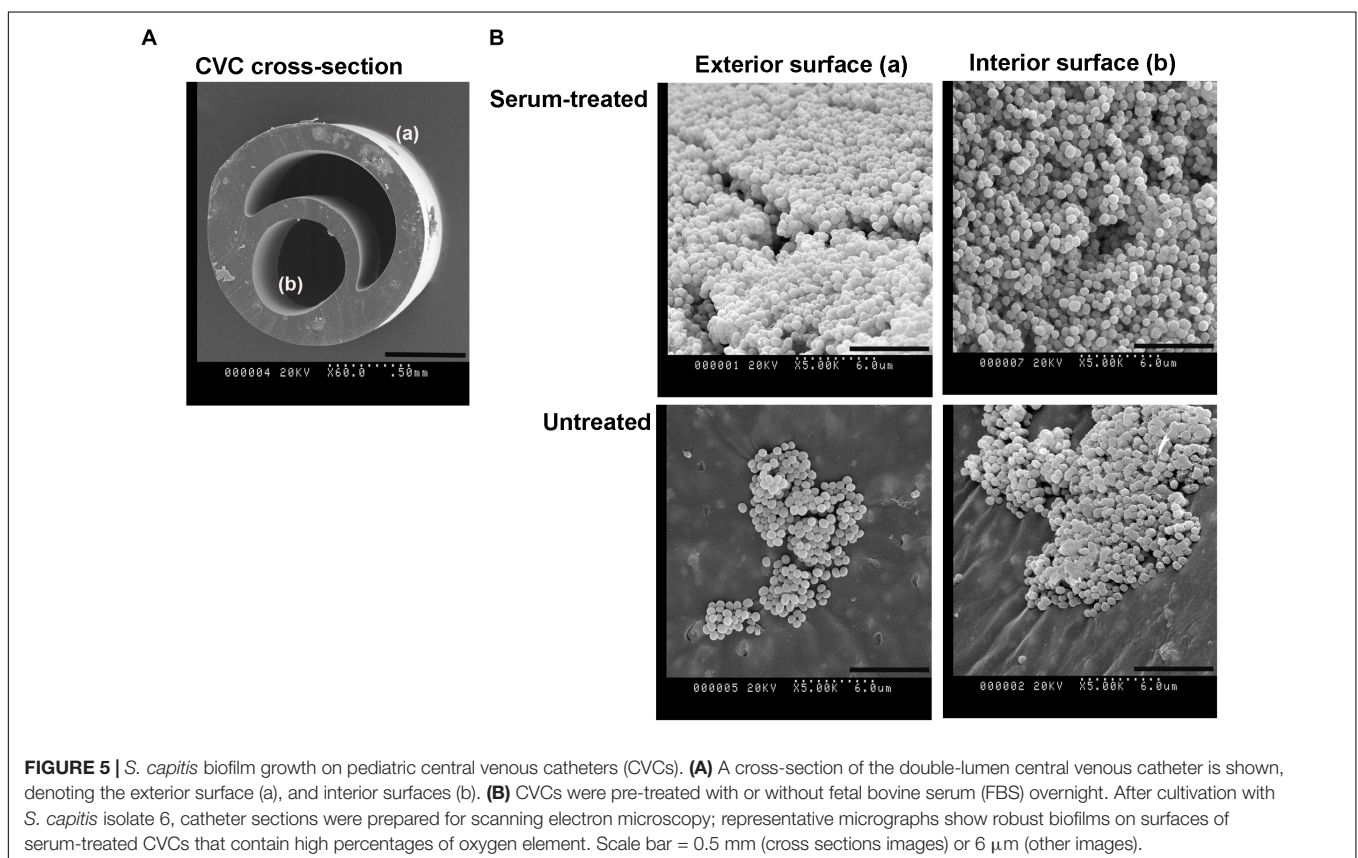 A
B
CVC cross-section
Exterior surface (a)
Interior surface (b)
Serum-treated
(a)
(b)
000004 20KV X60.0 .50mm
000001 20KV X5.00K 6.0um
000007 20KV X5.00K 6.0um
Untreated
000005 20KV X5.00K 6.0um
000002 20KV X5.00K 6.0um
FIGURE 5 | S. capitis biofilm growth on pediatric central venous catheters (CVCs). (A) A cross-section of the double-lumen central venous catheter is shown,
denoting the exterior surface (a), and interior surfaces (b). (B) CVCs were pre-treated with or without fetal bovine serum (FBS) overnight. After cultivation with
S. capitis isolate 6, catheter sections were prepared for scanning electron microscopy; representative micrographs show robust biofilms on surfaces of
serum-treated CVCs that contain high percentages of oxygen element. Scale bar = 0.5 mm (cross sections images) or 6 μm (other images).